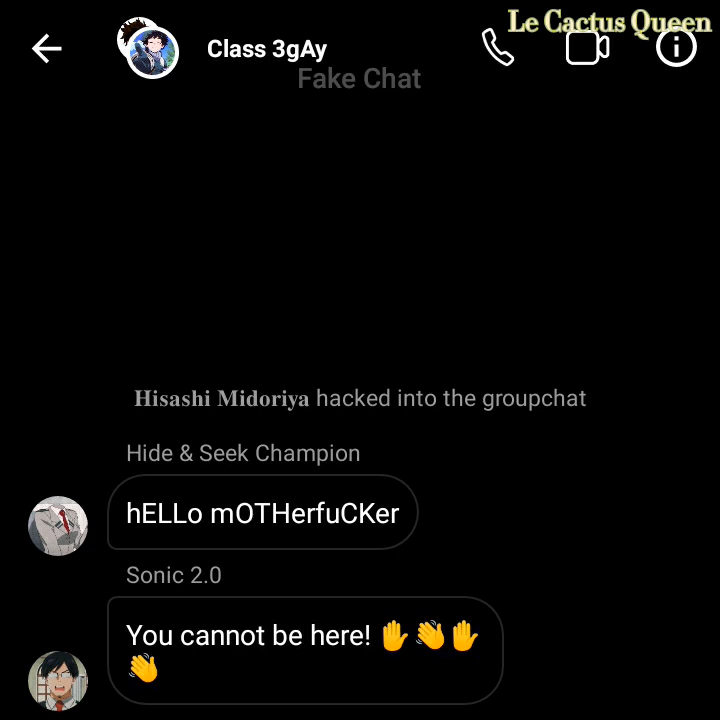 Le Cactus Queen
Class 3gAy
Fake Chat
𝐇𝐢𝐬𝐚𝐬𝐡𝐢 𝐌𝐢𝐝𝐨𝐫𝐢𝐲𝐚 hacked into the groupchat
Hide & Seek Champion
hELLo mOTHerfuCKer
Sonic 2.0
You cannot be here! ✋👋✋
👋